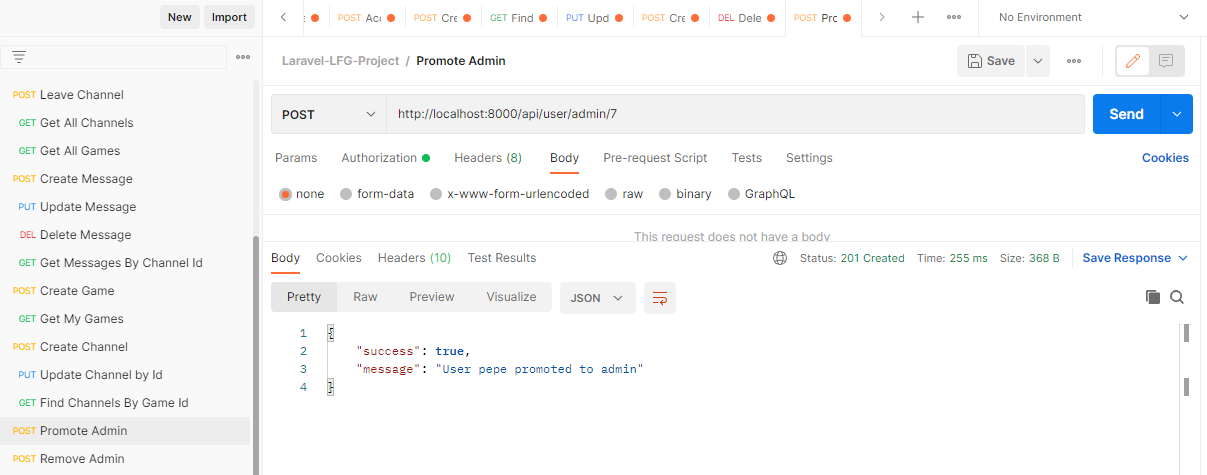 New
Import
POST Acc
POST Cre
GET Find
PUT Upd
POST Cre
DEL Dele
POST Pro
No Environment
Laravel-LFG-Project / Promote Admin
Save
POST
http://localhost:8000/api/user/admin/7
Send
Params
Authorization
Headers (8)
Body
Pre-request Script
Tests
Settings
Cookies
none
form-data
x-www-form-urlencoded
raw
binary
GraphQL
This request does not have a body
POST Leave Channel
GET Get All Channels
GET Get All Games
POST Create Message
PUT Update Message
DEL Delete Message
GET Get Messages By Channel Id
POST Create Game
GET Get My Games
POST Create Channel
PUT Update Channel by Id
GET Find Channels By Game Id
POST Promote Admin
POST Remove Admin
Body
Cookies
Headers (10)
Test Results
Status: 201 Created
Time: 255 ms
Size: 368 B
Save Response
Pretty
Raw
Preview
Visualize
JSON
1 {
2 "success": true,
3 "message": "User pepe promoted to admin"
4 }